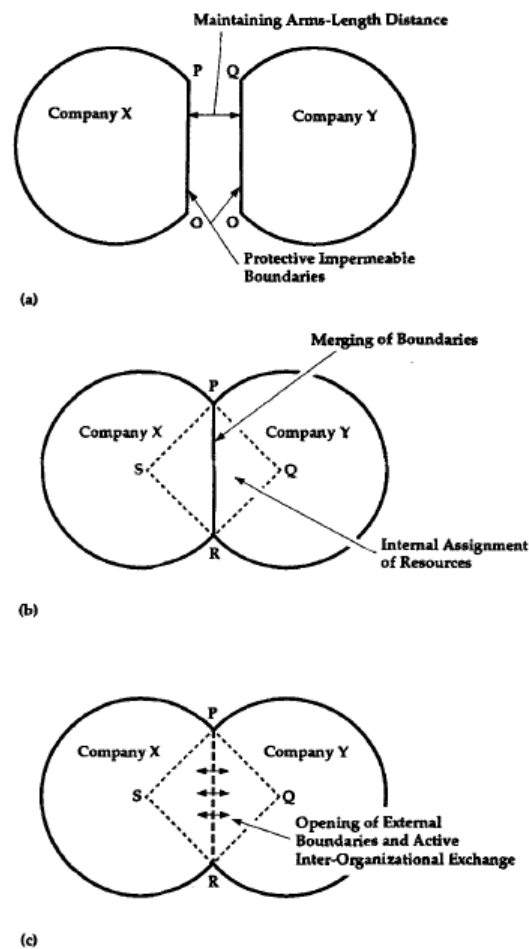 Maintaining Arms-Length Distance
P Q
Company X Company Y
O O
Protective Impermeable
Boundaries
(a)
Merging of Boundaries
P
Company X Company Y
S Q
Internal Assignment
of Resources
R
(b)
P
Company X Company Y
S Q
Opening of External
Boundaries and Active
Inter-Organizational Exchange
R
(c)